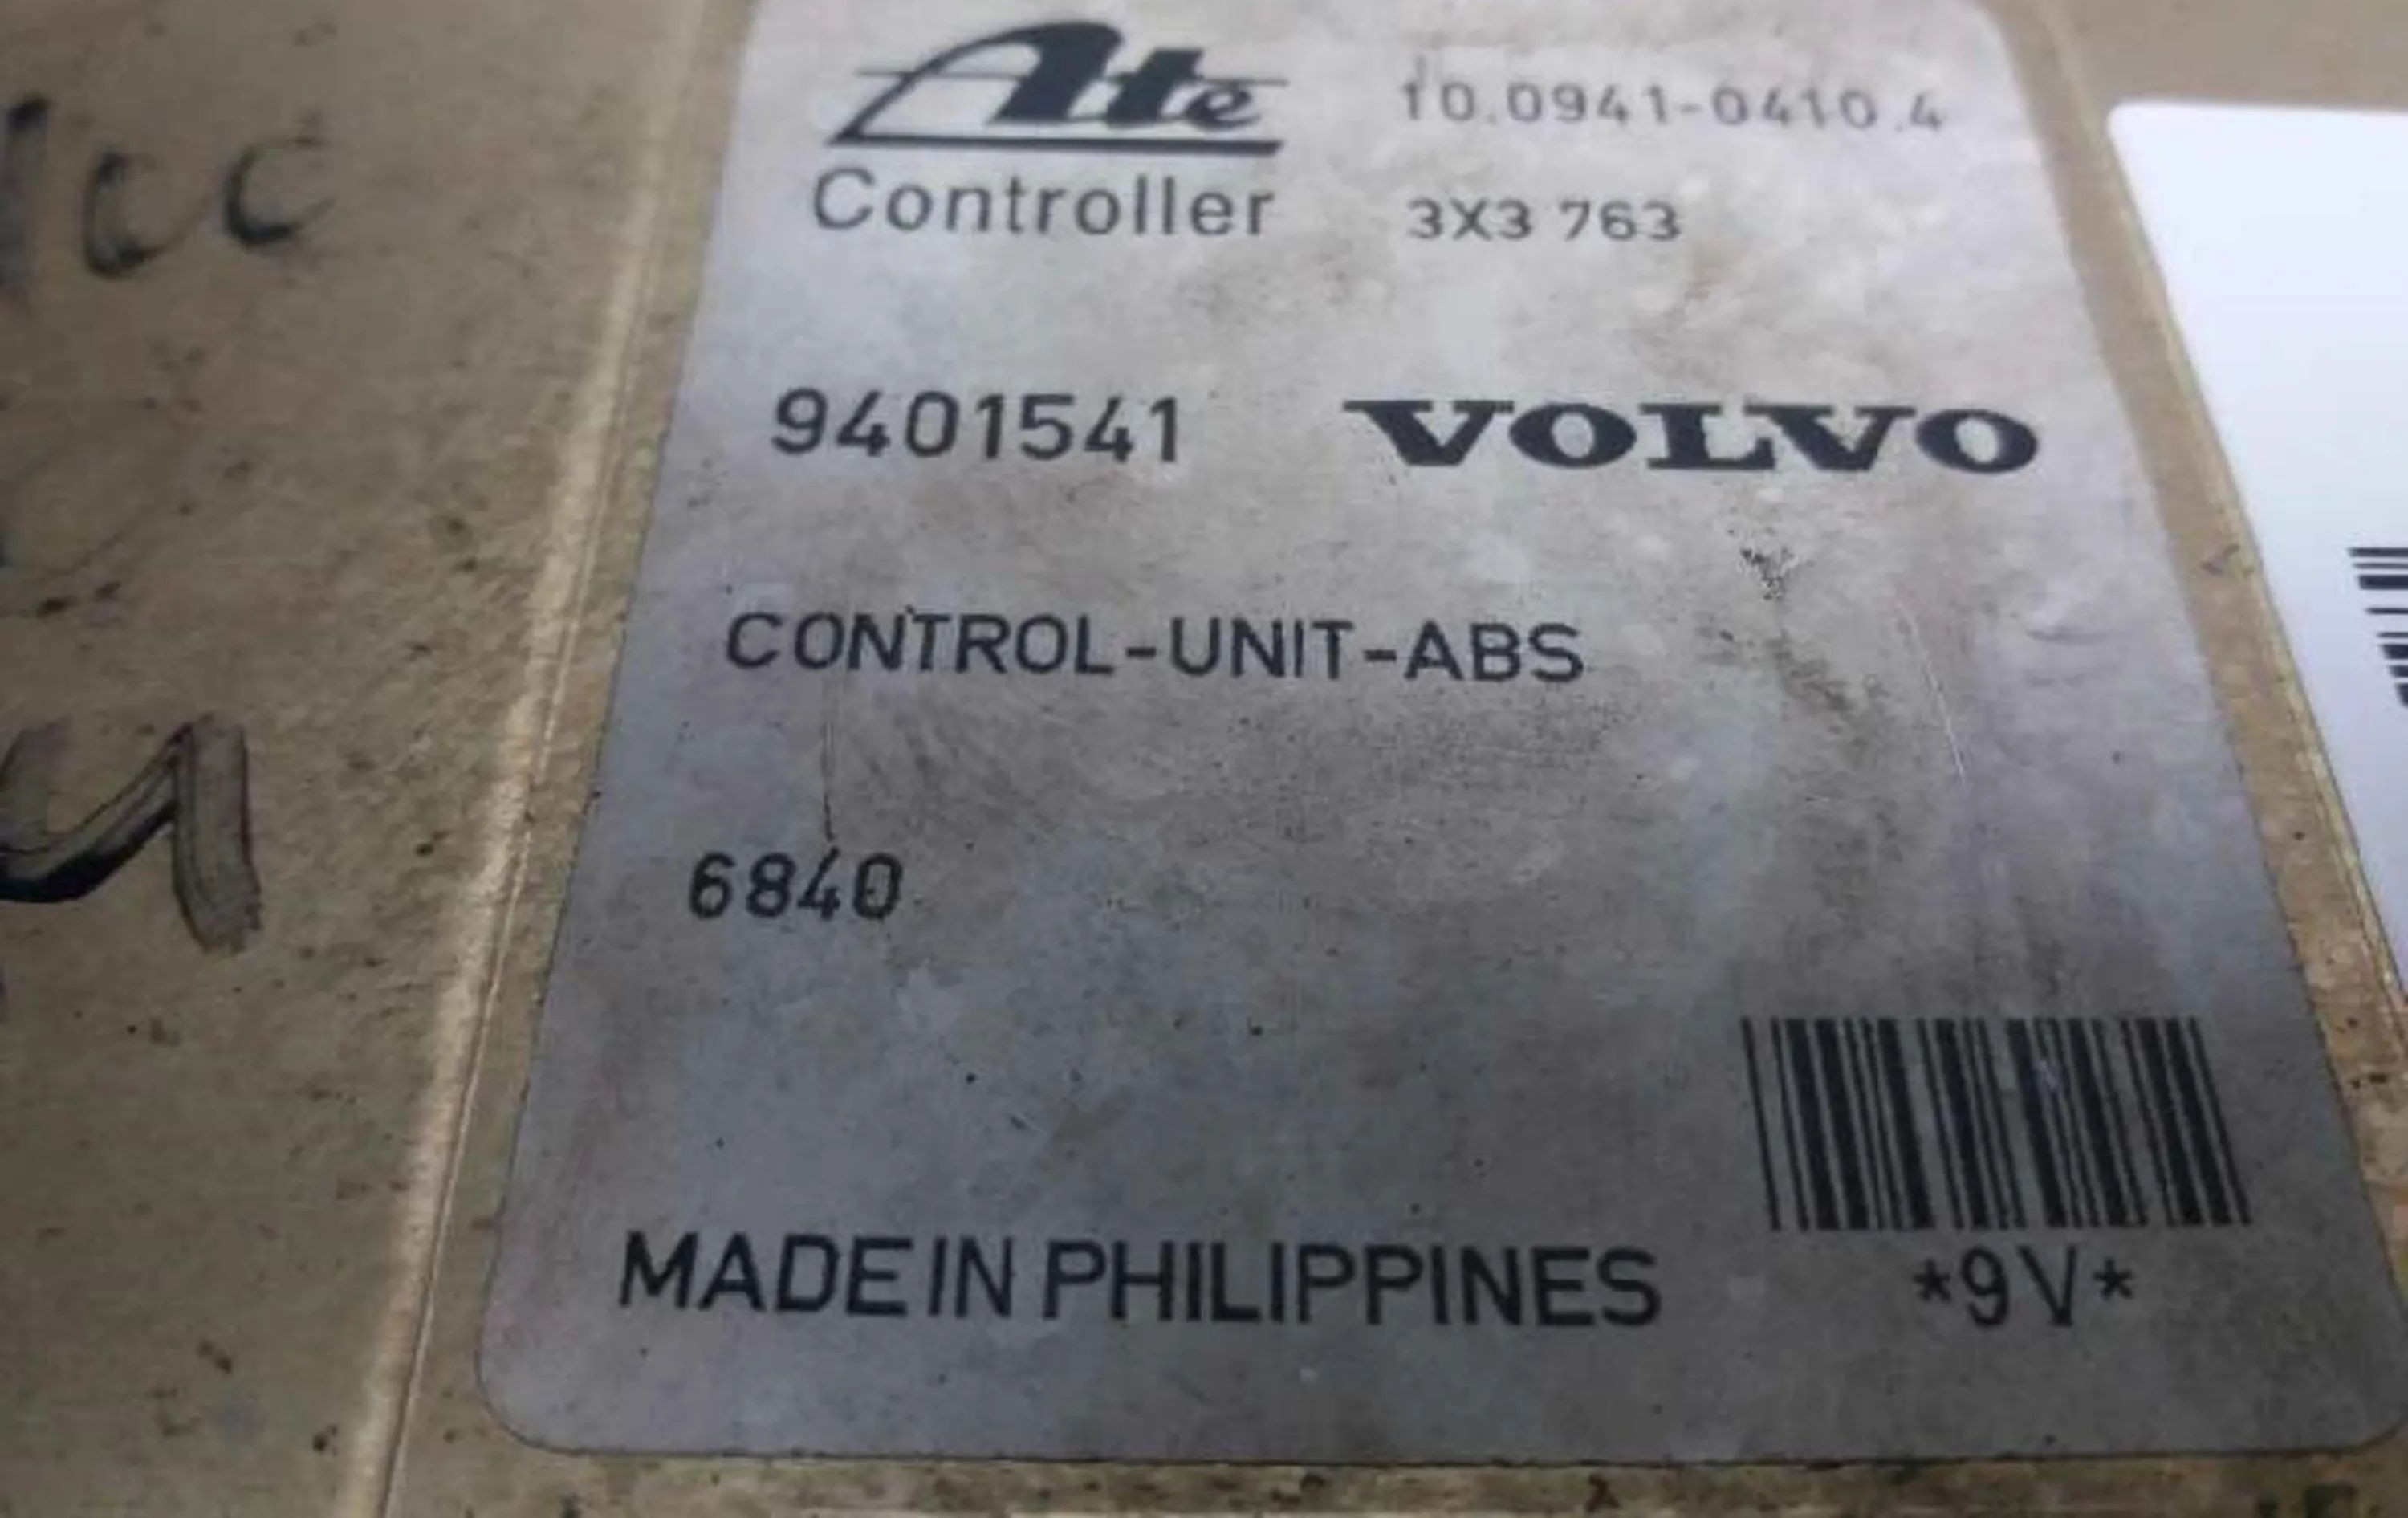 Ate 10.0941-0410.4
Controller 3X3 763
9401541 VOLVO
CONTROL-UNIT-ABS
6840
MADE IN PHILIPPINES *9V*